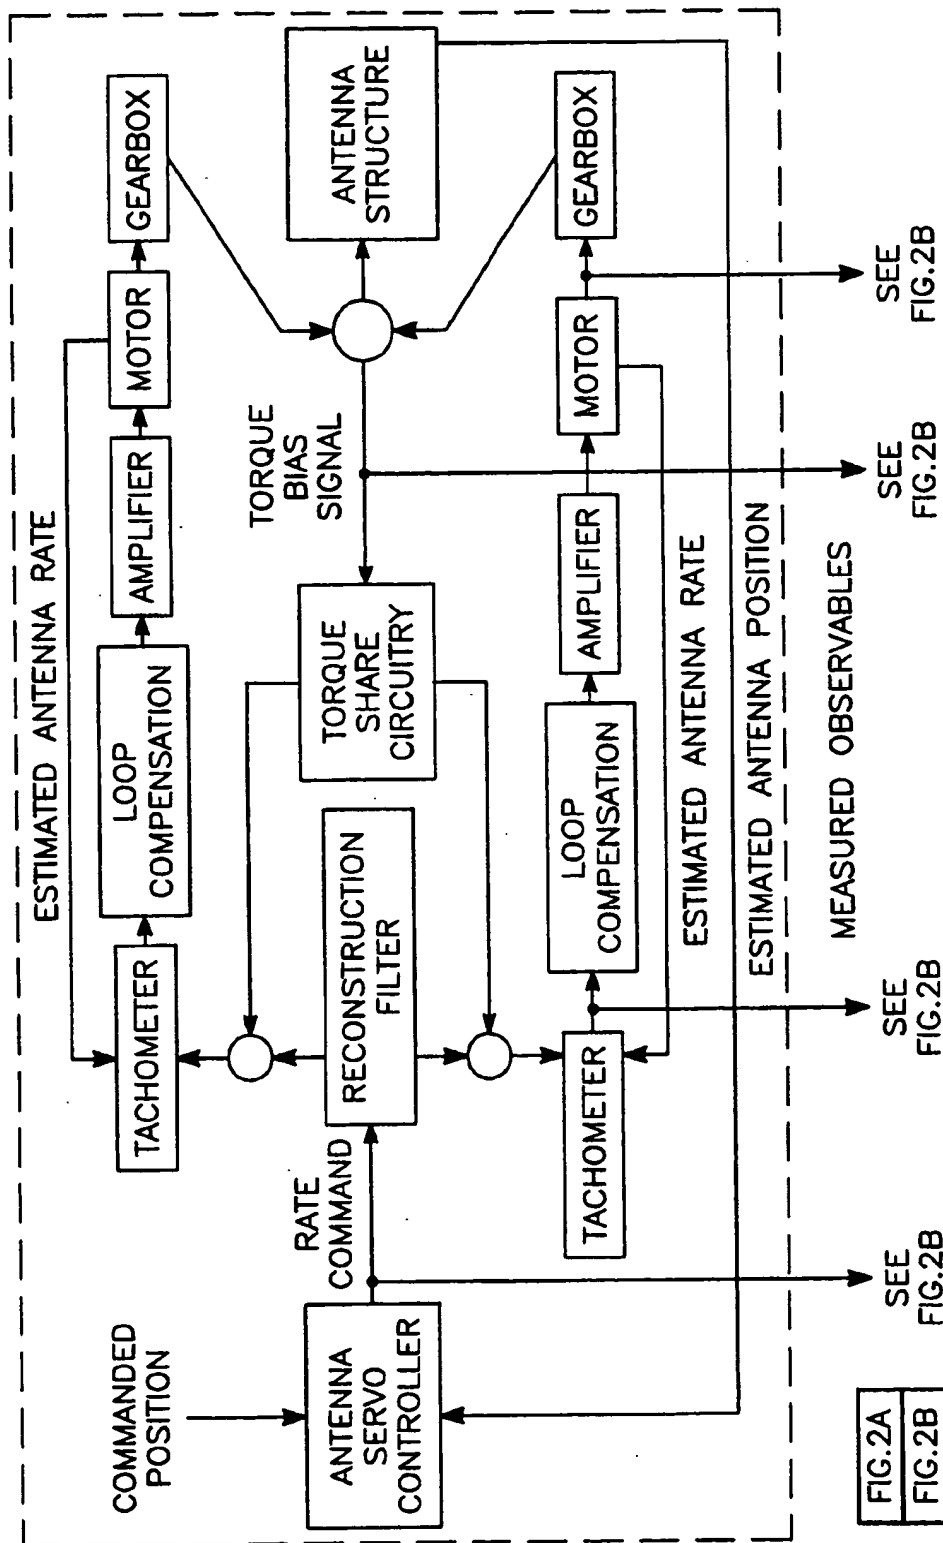 ESTIMATED ANTENNA RATE
GEARBOX
MOTOR
AMPLIFIER
LOOP
COMPENSATION
TACHOMETER
COMMANDED
POSITION
ANTENNA
SERVO
CONTROLLER
RATE
COMMAND
RECONSTRUCTION
FILTER
TORQUE
SHARE
CIRCUITRY
TORQUE
BIAS
SIGNAL
ANTENNA
STRUCTURE
TACHOMETER
LOOP
COMPENSATION
AMPLIFIER
MOTOR
GEARBOX
ESTIMATED ANTENNA RATE
ESTIMATED ANTENNA POSITION
MEASURED OBSERVABLES
SEE
FIG.2B
SEE
FIG.2B
SEE
FIG.2B
SEE
FIG.2B
FIG.2A
FIG.2B